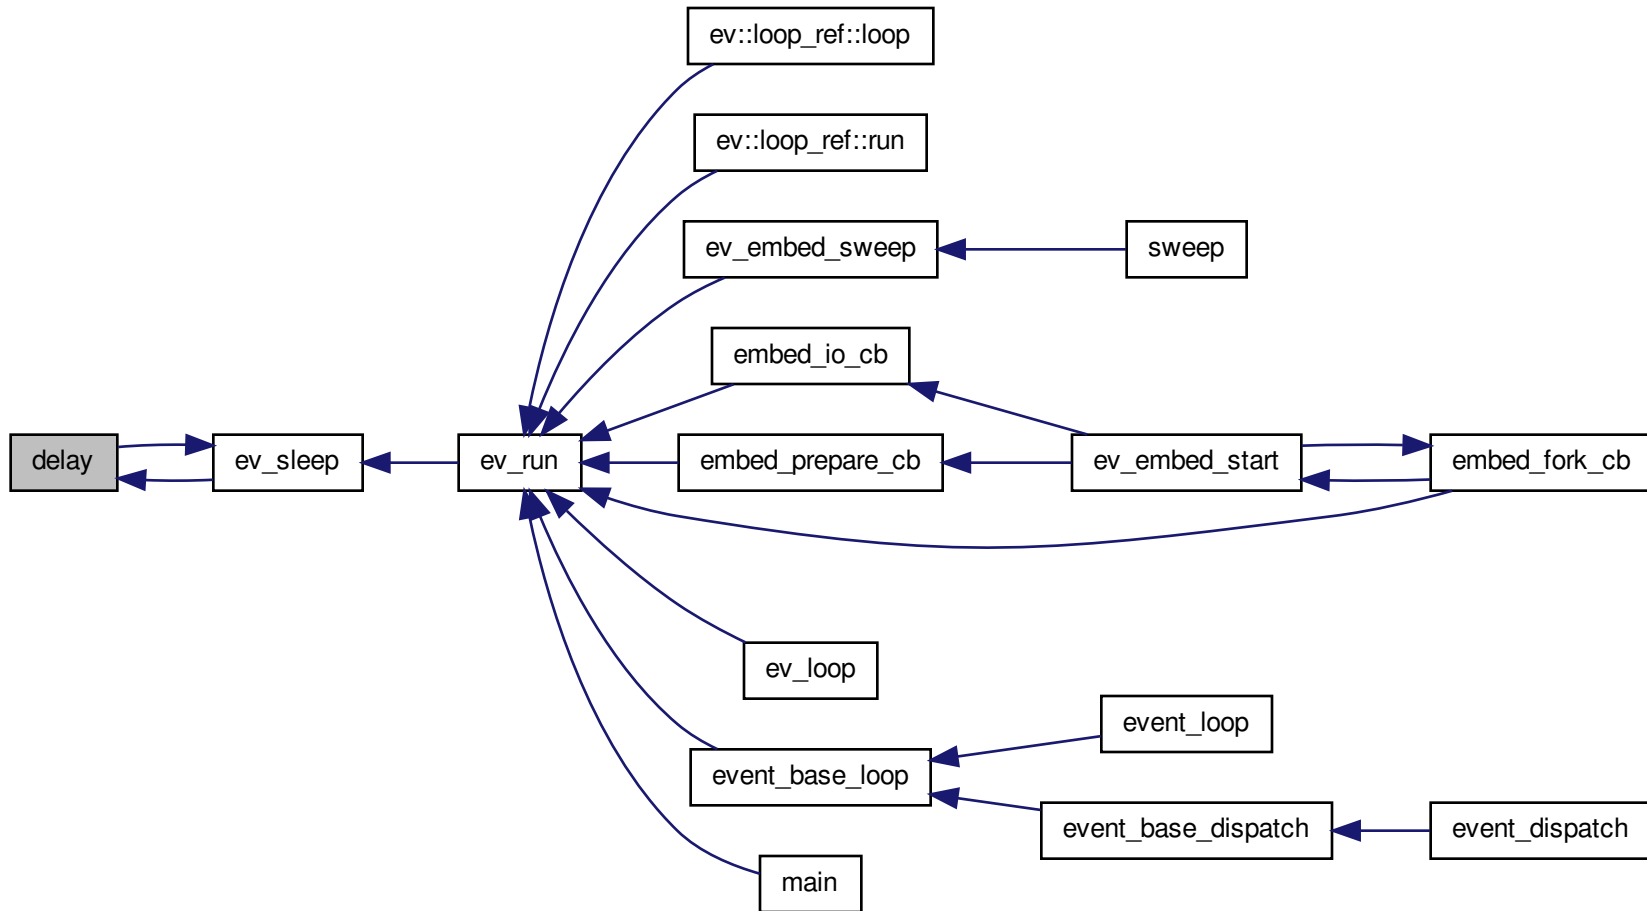 ev::loop_ref::loop
ev::loop_ref::run
ev_embed_sweep
sweep
embed_io_cb
delay
ev_sleep
ev_run
embed_prepare_cb
ev_embed_start
embed_fork_cb
ev_loop
event_loop
event_base_loop
event_base_dispatch
event_dispatch
main